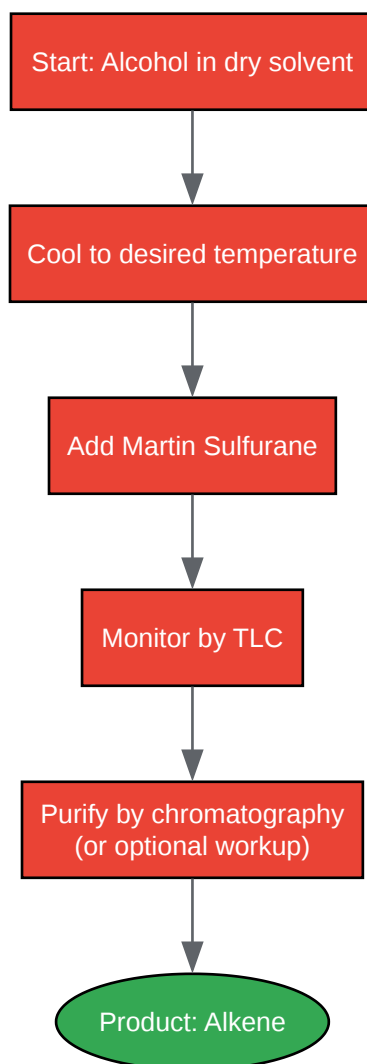 Start: Alcohol in dry solvent
Cool to desired temperature
Add Martin Sulfurane
Monitor by TLC
Purify by chromatography
(or optional workup)
Product: Alkene